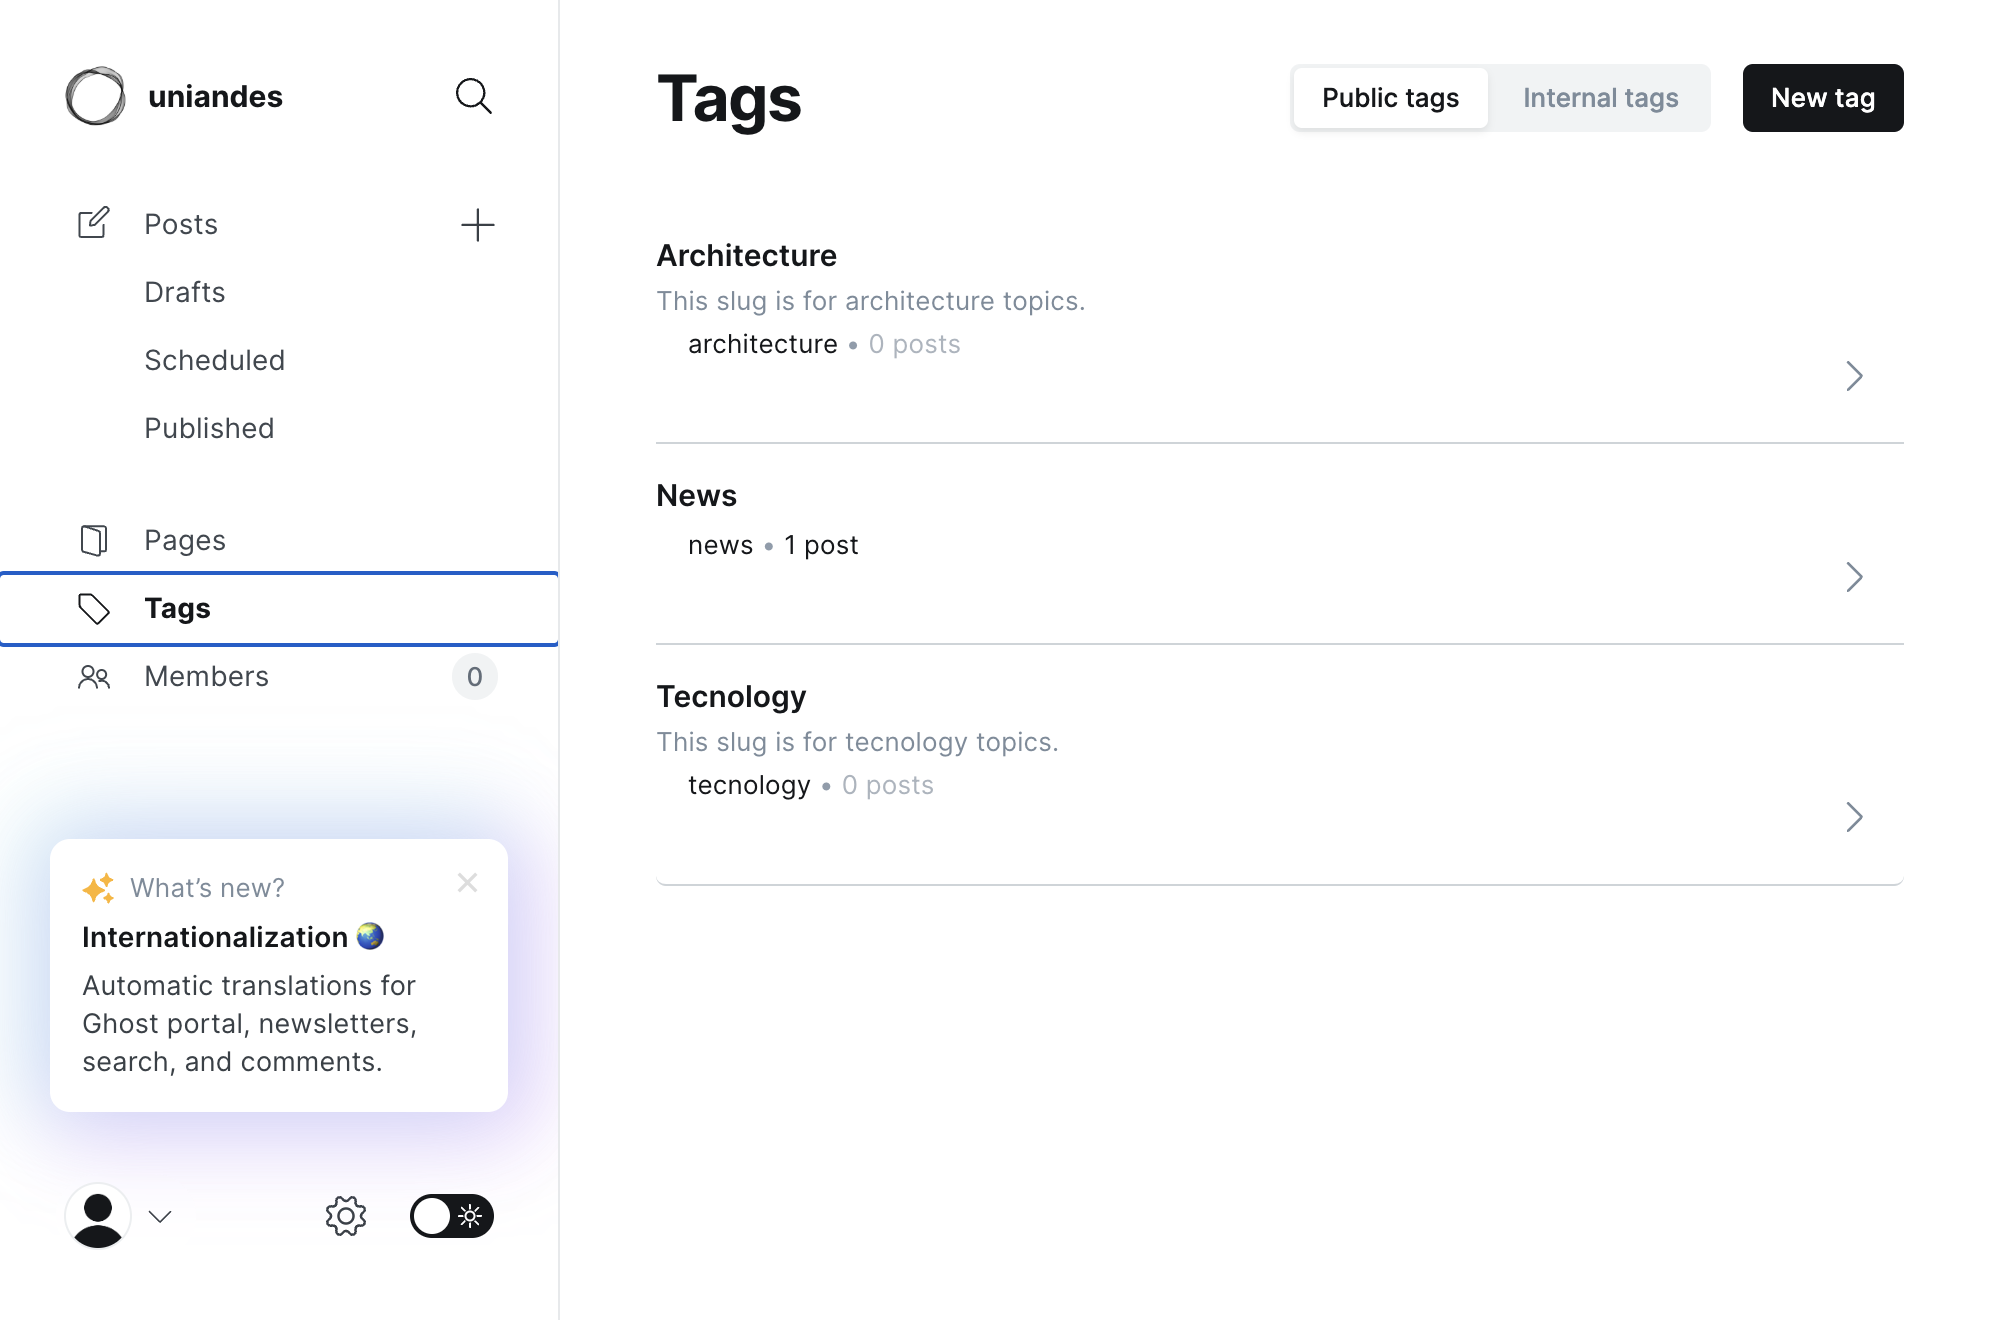 uniandes
Posts
Drafts
Scheduled
Published
Pages
Tags
Members
0
What's new?
Internationalization 🌏
Automatic translations for
Ghost portal, newsletters,
search, and comments.
Tags
Public tags
Internal tags
New tag
Architecture
This slug is for architecture topics.
architecture • 0 posts
News
news • 1 post
Tecnology
This slug is for tecnology topics.
tecnology • 0 posts